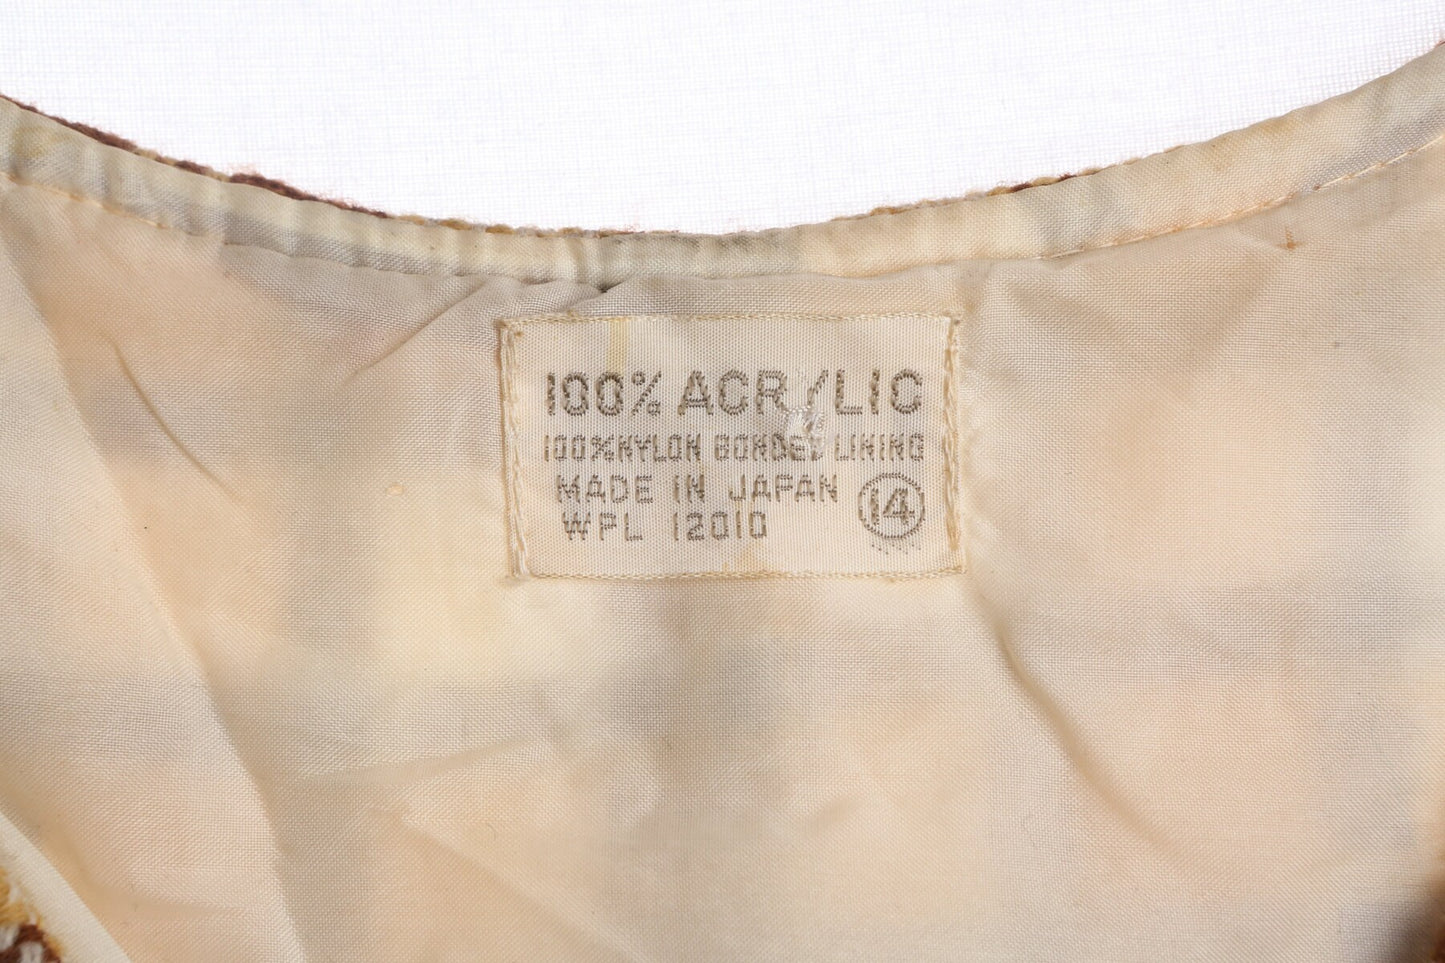 100% ACRYLIC
100% NYLON BONDED LINING
MADE IN JAPAN
WPL 12010
14